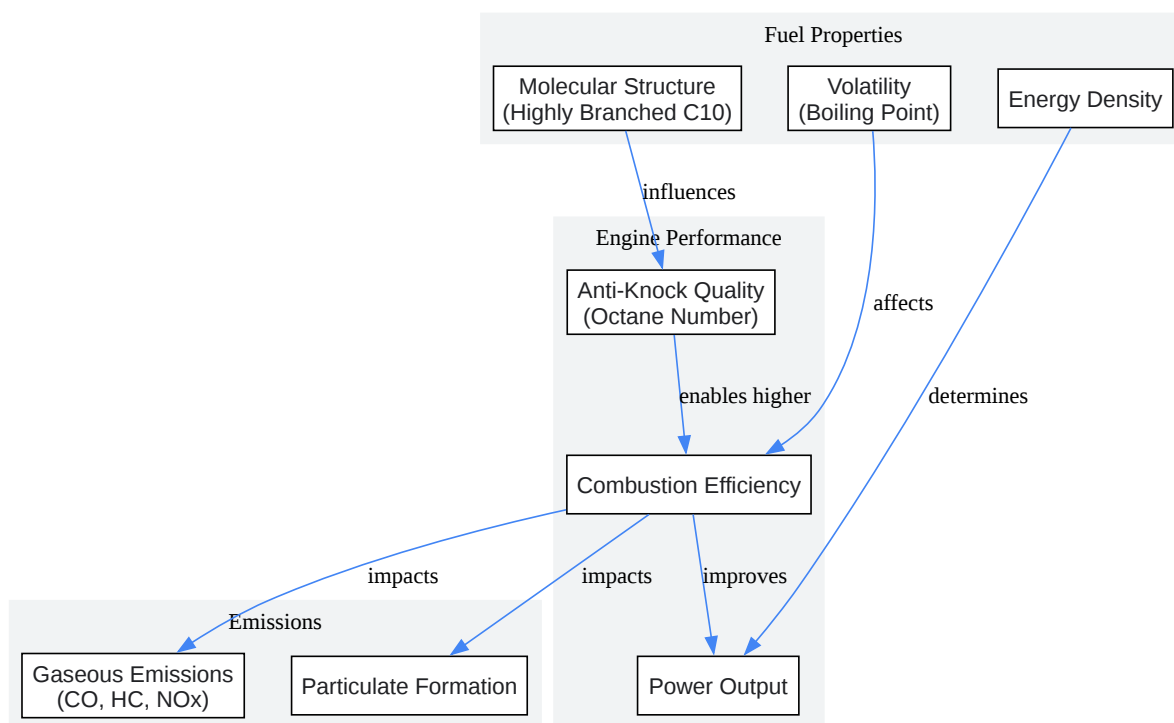 Fuel Properties
Molecular Structure
(Highly Branched C10)
Volatility
(Boiling Point)
Energy Density
influences
Engine Performance
Anti-Knock Quality
(Octane Number)
affects
enables higher
determines
Combustion Efficiency
impacts
impacts
improves
Emissions
Gaseous Emissions
(CO, HC, NOx)
Particulate Formation
Power Output